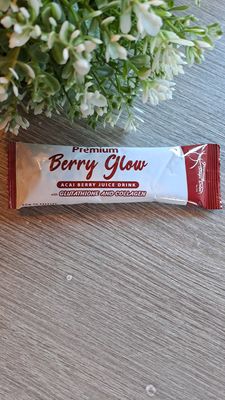 Premium
Berry Glow
ACAI BERRY JUICE DRINK
with GLUTATHIONE AND COLLAGEN